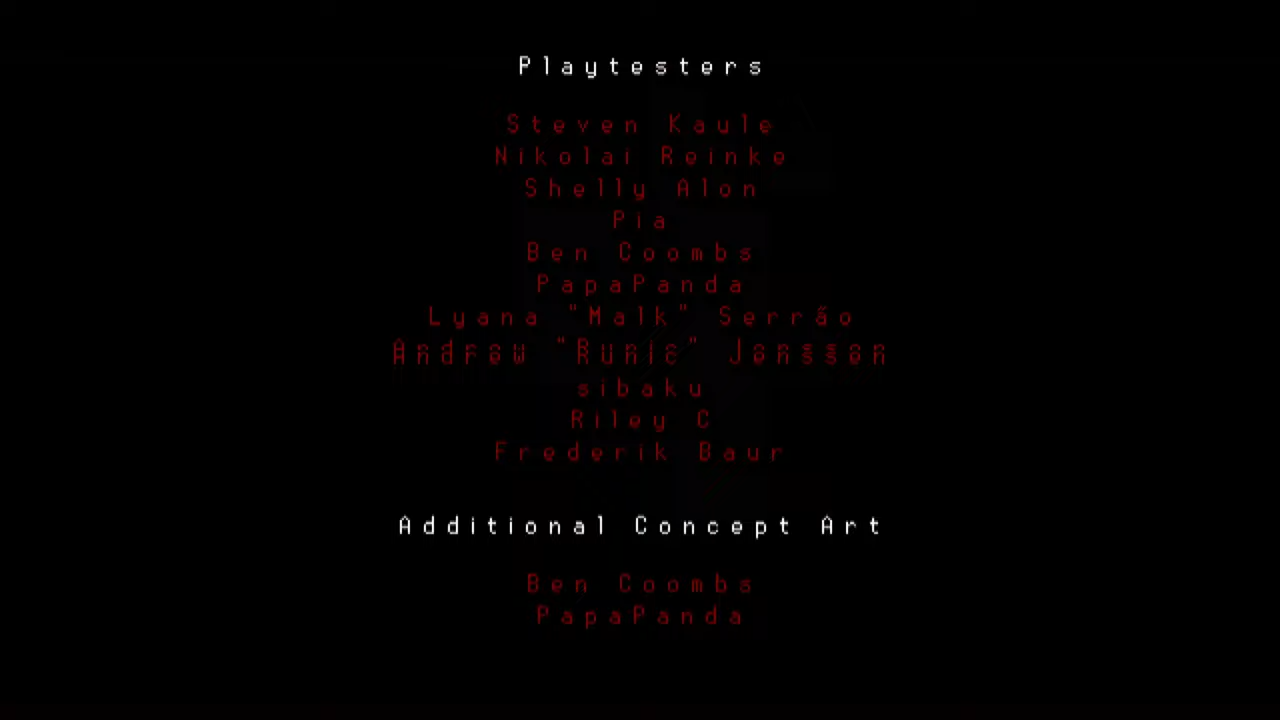 Playtesters
Steven Kaule
Nikolai Reinke
Shelly Alon
Pia
Ben Coombs
PapaPanda
Lyana "Malk" Serrão
Andrew "Runic" Jenssen
sibaku
Riley C
Frederik Baur
Additional Concept Art
Ben Coombs
PapaPanda